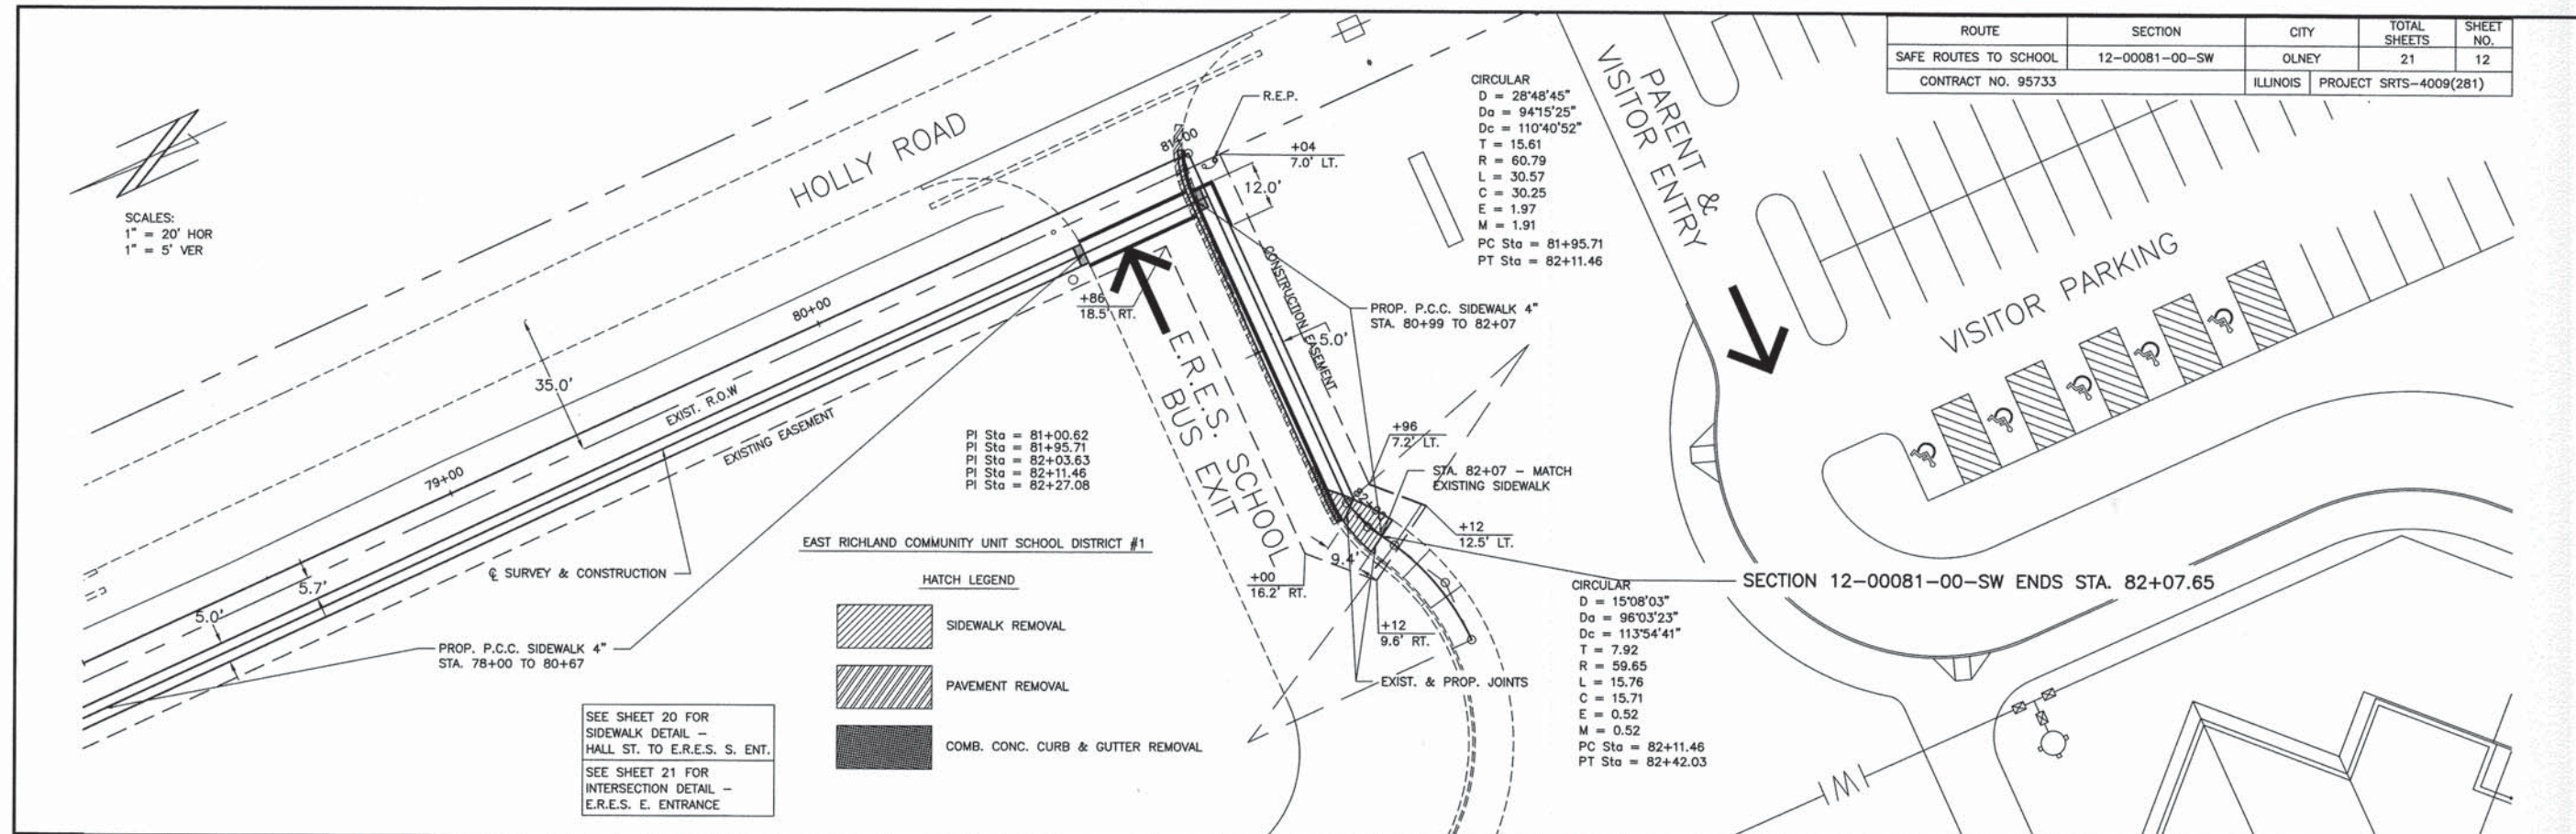 ROUTE SECTION CITY TOTAL SHEETS SHEET NO.
SAFE ROUTES TO SCHOOL 12-00081-00-SW OLNEY 21 12
CONTRACT NO. 95733 ILLINOIS PROJECT SRTS-4009(281)
SCALES:
1" = 20' HOR
1" = 5' VER
HOLLY ROAD
R.E.P.
81+00
+04
7.0' LT.
12.0'
CIRCULAR
D = 28°48'45"
Da = 94°15'25"
Dc = 110°40'52"
T = 15.61
R = 60.79
L = 30.57
C = 30.25
E = 1.97
M = 1.91
PC Sta = 81+95.71
PT Sta = 82+11.46
PARENT &
VISITOR ENTRY
VISITOR PARKING
80+00
+86
18.5' RT.
CONSTRUCTION EASEMENT
5.0'
PROP. P.C.C. SIDEWALK 4"
STA. 80+99 TO 82+07
35.0'
EXIST. R.O.W
EXISTING EASEMENT
79+00
E.R.E.S. SCHOOL
BUS EXIT
PI Sta = 81+00.62
PI Sta = 81+95.71
PI Sta = 82+03.63
PI Sta = 82+11.46
PI Sta = 82+27.08
+96
7.2' LT.
STA. 82+07 - MATCH
EXISTING SIDEWALK
82+00
+12
12.5' LT.
9.4'
+00
16.2' RT.
+12
9.6' RT.
EXIST. & PROP. JOINTS
SECTION 12-00081-00-SW ENDS STA. 82+07.65
CIRCULAR
D = 15°08'03"
Da = 96°03'23"
Dc = 113°54'41"
T = 7.92
R = 59.65
L = 15.76
C = 15.71
E = 0.52
M = 0.52
PC Sta = 82+11.46
PT Sta = 82+42.03
5.7'
5.0'
℄ SURVEY & CONSTRUCTION
PROP. P.C.C. SIDEWALK 4"
STA. 78+00 TO 80+67
EAST RICHLAND COMMUNITY UNIT SCHOOL DISTRICT #1
HATCH LEGEND
SIDEWALK REMOVAL
PAVEMENT REMOVAL
COMB. CONC. CURB & GUTTER REMOVAL
SEE SHEET 20 FOR
SIDEWALK DETAIL -
HALL ST. TO E.R.E.S. S. ENT.
SEE SHEET 21 FOR
INTERSECTION DETAIL -
E.R.E.S. E. ENTRANCE